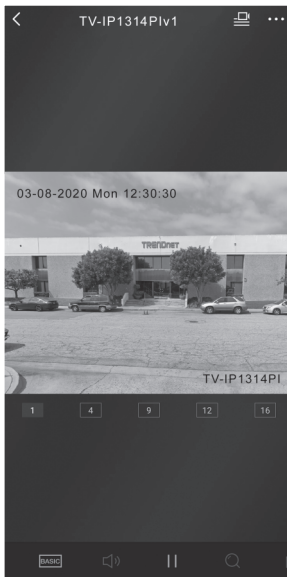 TV-IP1314PIv1
03-08-2020 Mon 12:30:30
TRENDNET
TV-IP1314PI
1 4 9 12 16
BASIC